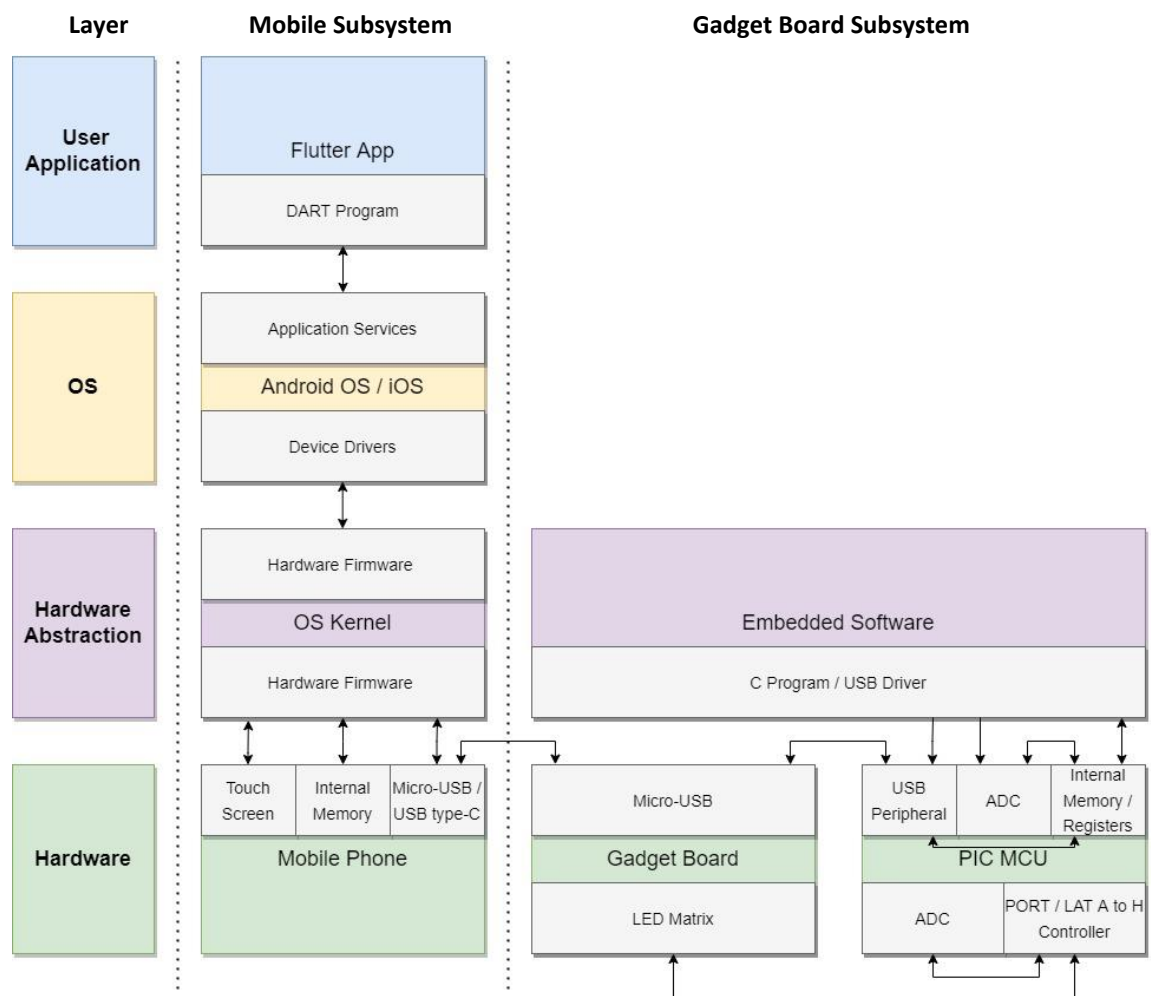 Layer
Mobile Subsystem
Gadget Board Subsystem
User
Application
Flutter App
DART Program
OS
Application Services
Android OS / iOS
Device Drivers
Hardware
Abstraction
Hardware Firmware
OS Kernel
Hardware Firmware
Embedded Software
C Program / USB Driver
Hardware
Touch
Screen
Internal
Memory
Micro-USB /
USB type-C
Mobile Phone
Micro-USB
Gadget Board
LED Matrix
USB
Peripheral
ADC
Internal
Memory /
Registers
PIC MCU
ADC
PORT / LAT A to H
Controller